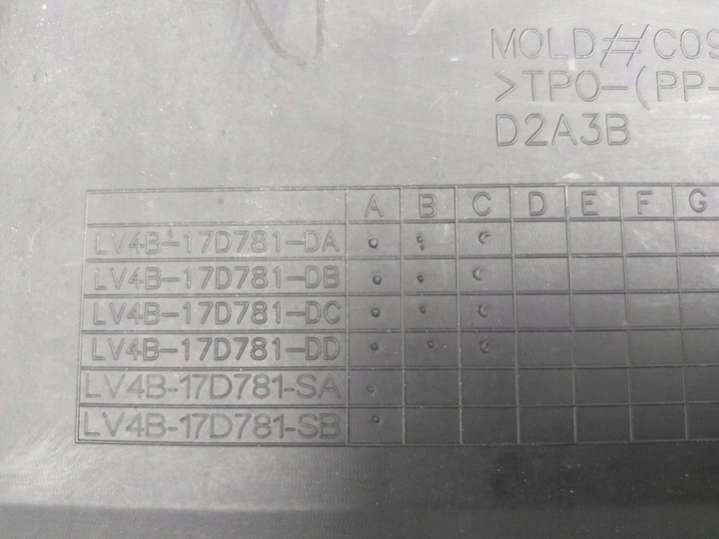 MOLD#C0S
>TPO-(PP-
D2A3B
A B C D E F G
LV4B-17D781-DA
LV4B-17D781-DB
LV4B-17D781-DC
LV4B-17D781-DD
LV4B-17D781-SA
LV4B-17D781-SB